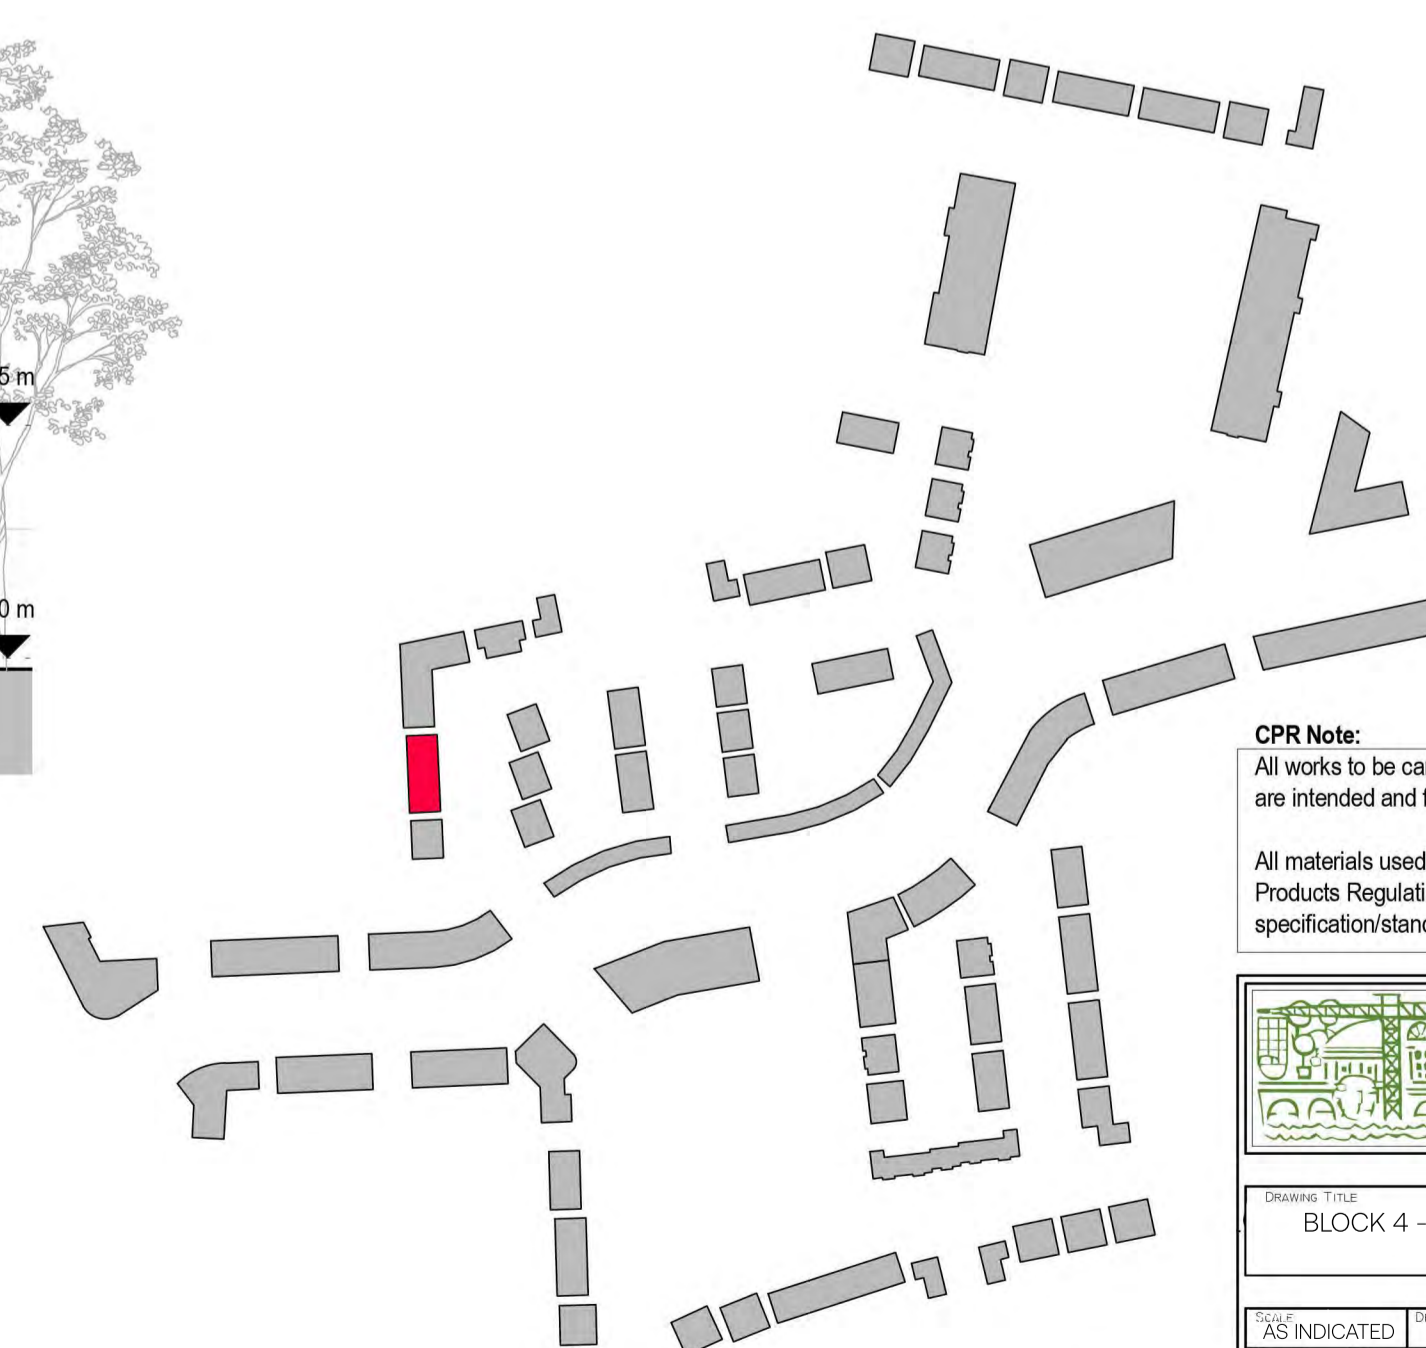 5 m
0 m
CPR Note:
All works to be ca
are intended and f
All materials used
Products Regulati
specification/stand
DRAWING TITLE
BLOCK 4 -
SCALE
AS INDICATED